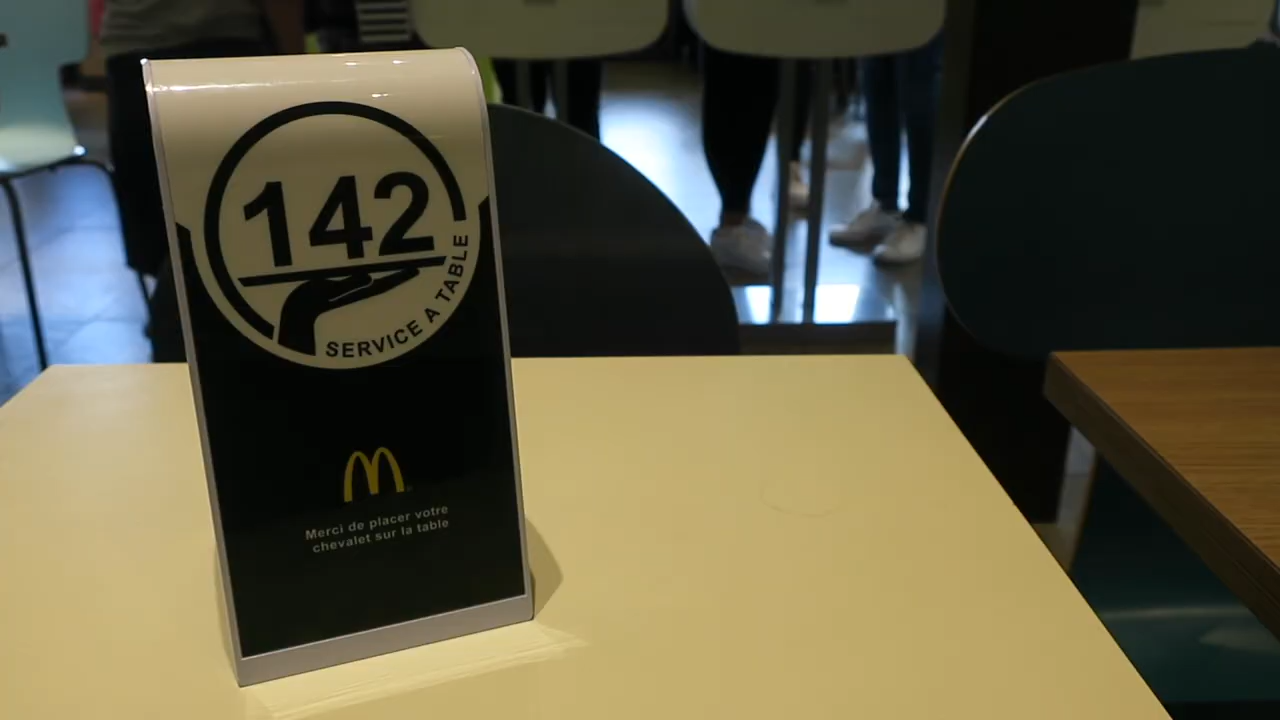 142
SERVICE A TABLE
Merci de placer votre
chevalet sur la table